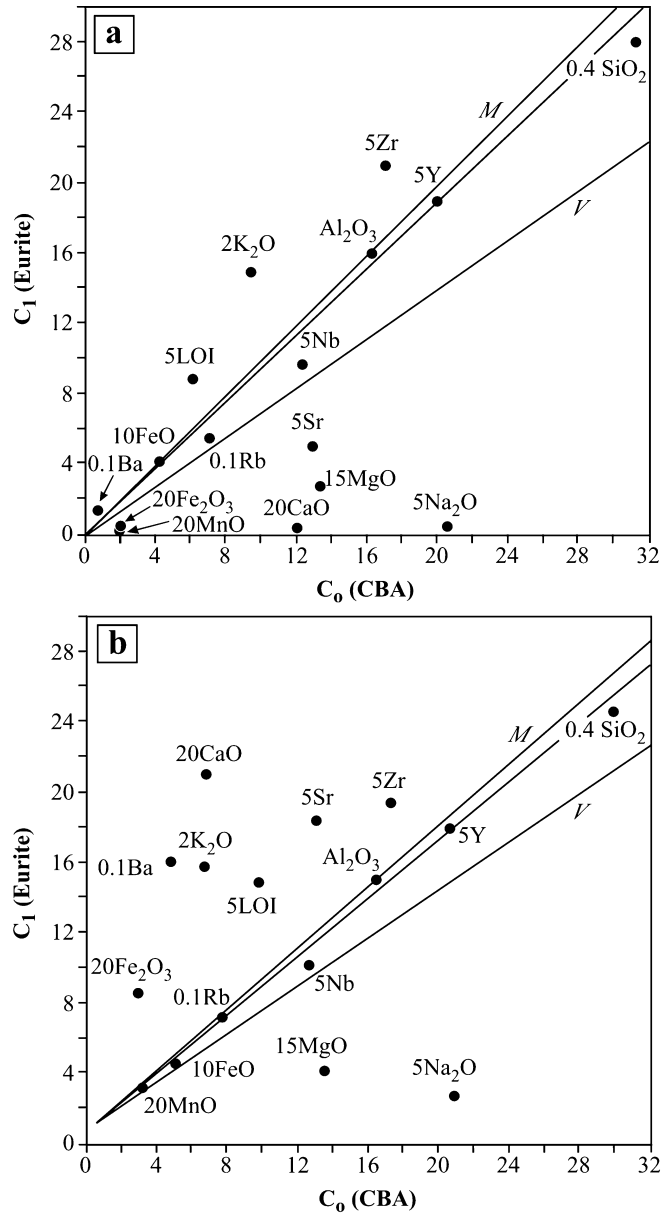 a
28
24
20
16
12
8
4
0
C₁ (Eurite)
M
V
0.4 SiO₂
5Zr
5Y
Al₂O₃
2K₂O
5Nb
5LOI
5Sr
10FeO
0.1Rb
0.1Ba
15MgO
20Fe₂O₃
20CaO
5Na₂O
20MnO
0 4 8 12 16 20 24 28 32
Cₒ (CBA)
b
28
24
20
16
12
8
4
0
C₁ (Eurite)
M
V
0.4 SiO₂
20CaO
5Zr
5Sr
5Y
2K₂O
Al₂O₃
0.1Ba
5LOI
20Fe₂O₃
5Nb
0.1Rb
15MgO
10FeO
5Na₂O
20MnO
0 4 8 12 16 20 24 28 32
Cₒ (CBA)